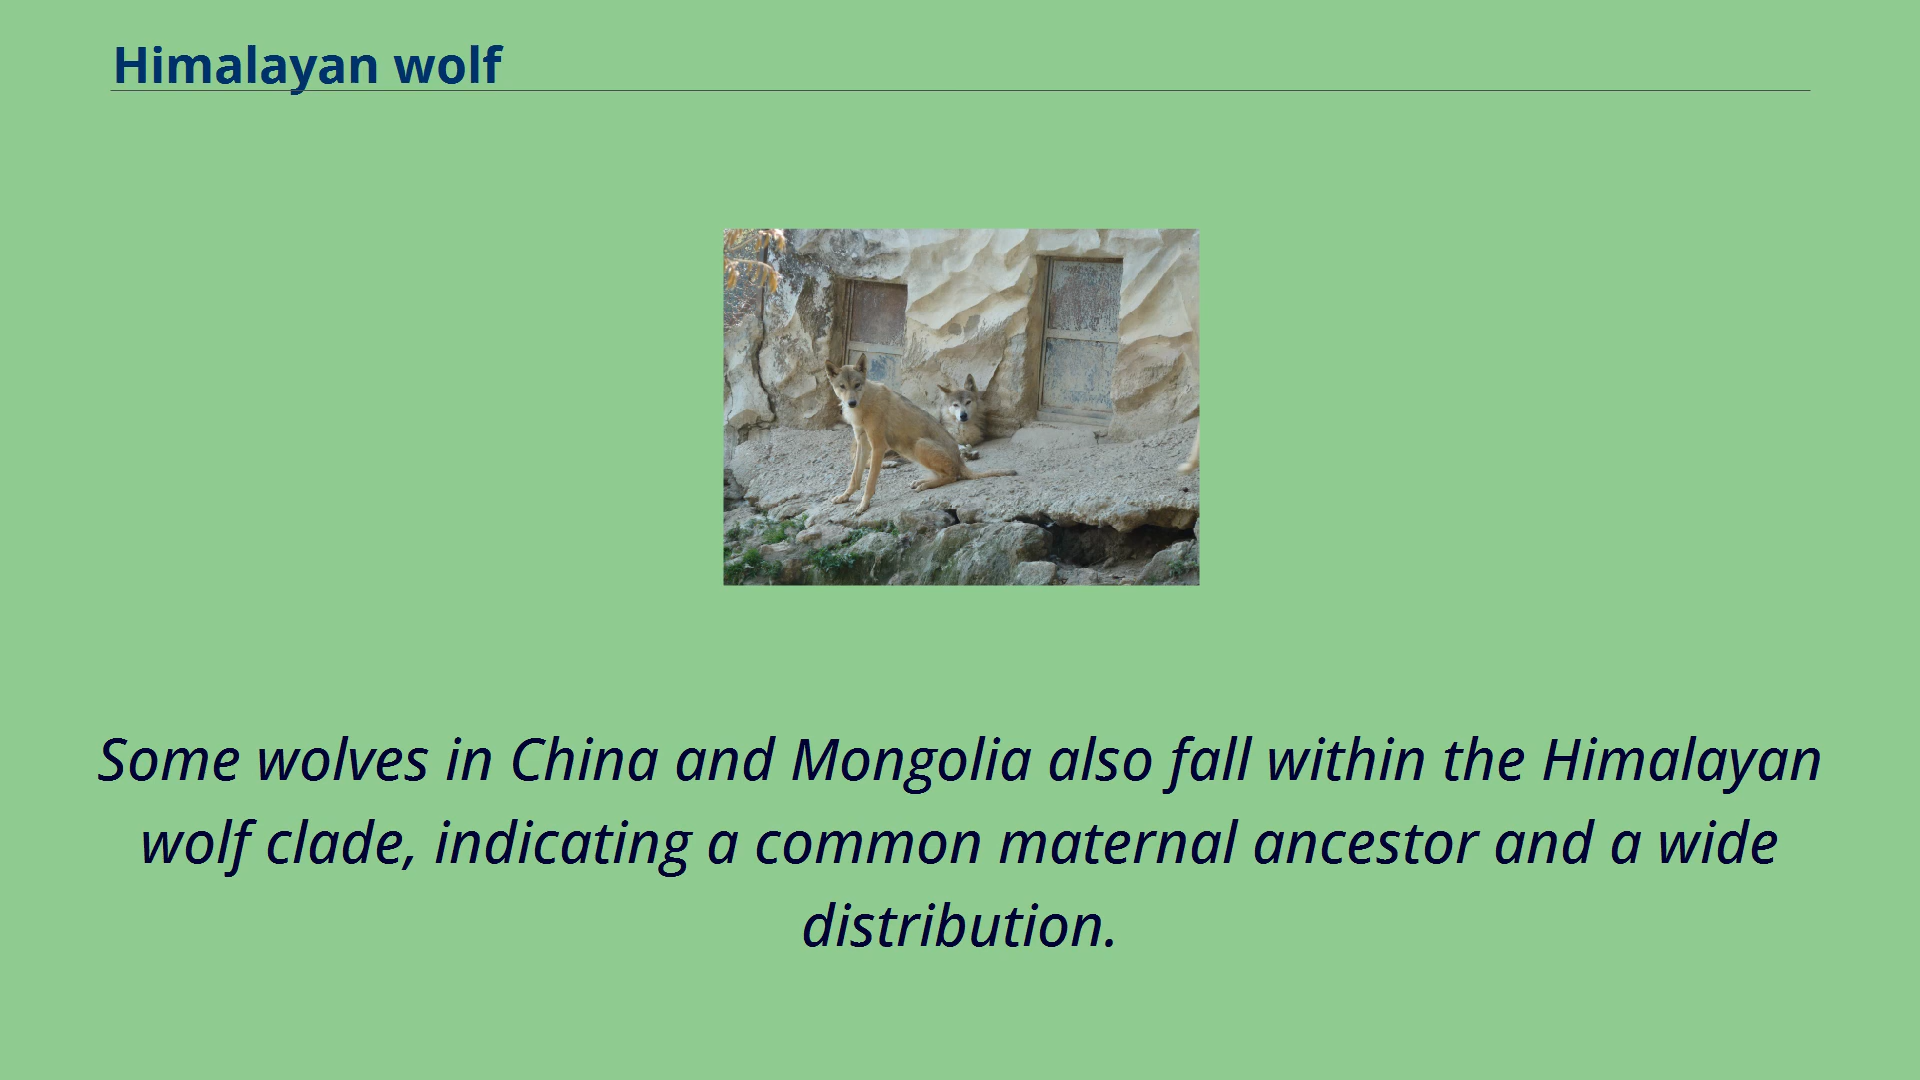 Himalayan wolf
Some wolves in China and Mongolia also fall within the Himalayan
wolf clade, indicating a common maternal ancestor and a wide
distribution.